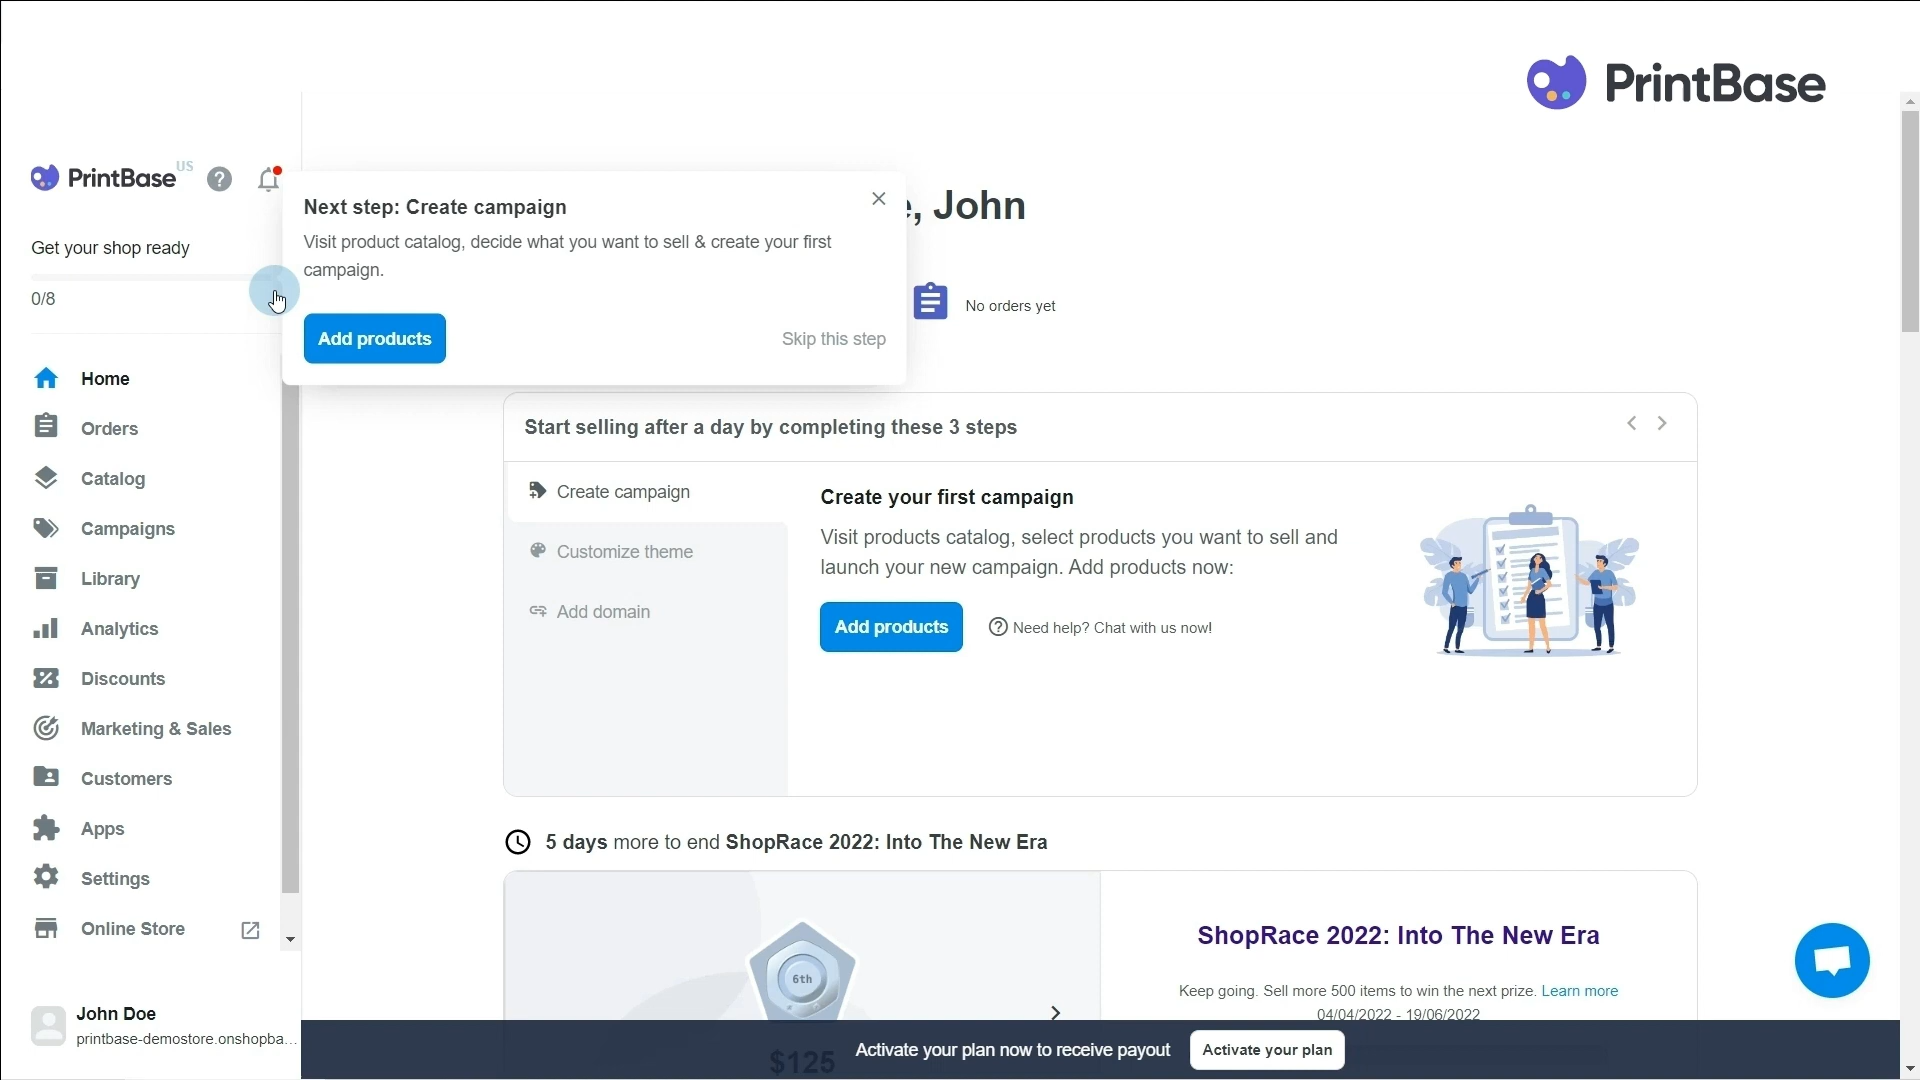 PrintBase
PrintBase US
Next step: Create campaign
, John
Visit product catalog, decide what you want to sell & create your first
campaign.
Get your shop ready
0/8
No orders yet
Add products
Skip this step
Home
Orders
Catalog
Campaigns
Library
Analytics
Discounts
Marketing & Sales
Customers
Apps
Settings
Online Store
John Doe
printbase-demostore.onshopba...
Start selling after a day by completing these 3 steps
Create campaign
Customize theme
Add domain
Create your first campaign
Visit products catalog, select products you want to sell and
launch your new campaign. Add products now:
Add products
Need help? Chat with us now!
5 days more to end ShopRace 2022: Into The New Era
6th
$125
ShopRace 2022: Into The New Era
Keep going. Sell more 500 items to win the next prize. Learn more
04/04/2022 - 19/06/2022
Activate your plan now to receive payout
Activate your plan